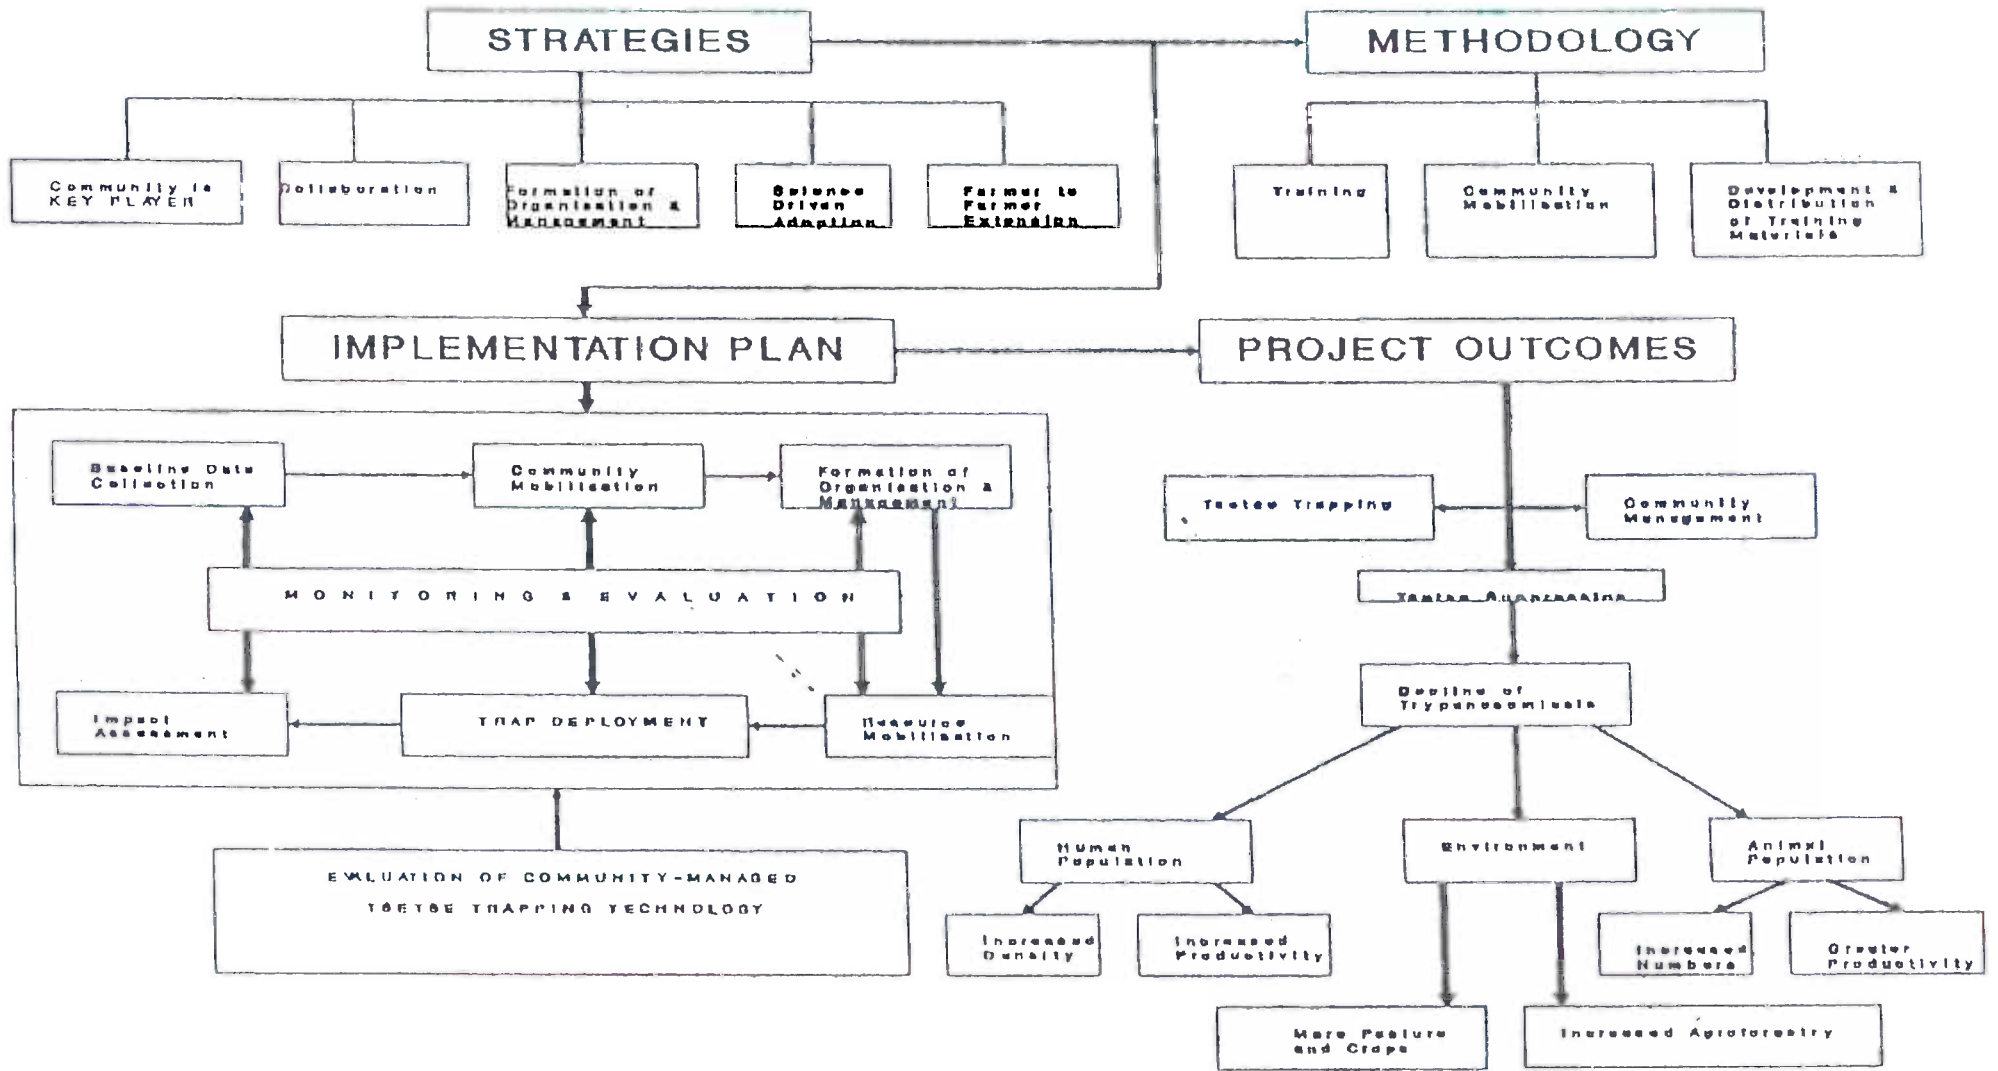 STRATEGIES
METHODOLOGY
Community is
KEY PLAYER
Collaboration
Formation of
Organisation &
Management
Science
Driven
Adoption
Farmer to
Farmer
Extension
Training
Community
Mobilisation
Development &
Distribution
of Training
Materials
IMPLEMENTATION PLAN
PROJECT OUTCOMES
Baseline Data
Collection
Community
Mobilisation
Formation of
Organisation &
Management
MONITORING & EVALUATION
Impact
Assessment
TRAP DEPLOYMENT
Resource
Mobilisation
EVALUATION OF COMMUNITY-MANAGED
TSETSE TRAPPING TECHNOLOGY
Tsetse Trapping
Community
Management
Tsetse Suppression
Decline of
Trypanosomiasis
Human
Population
Environment
Animal
Population
Increased
Density
Increased
Productivity
Increased
Numbers
Greater
Productivity
More Pasture
and Crops
Increased Agroforestry